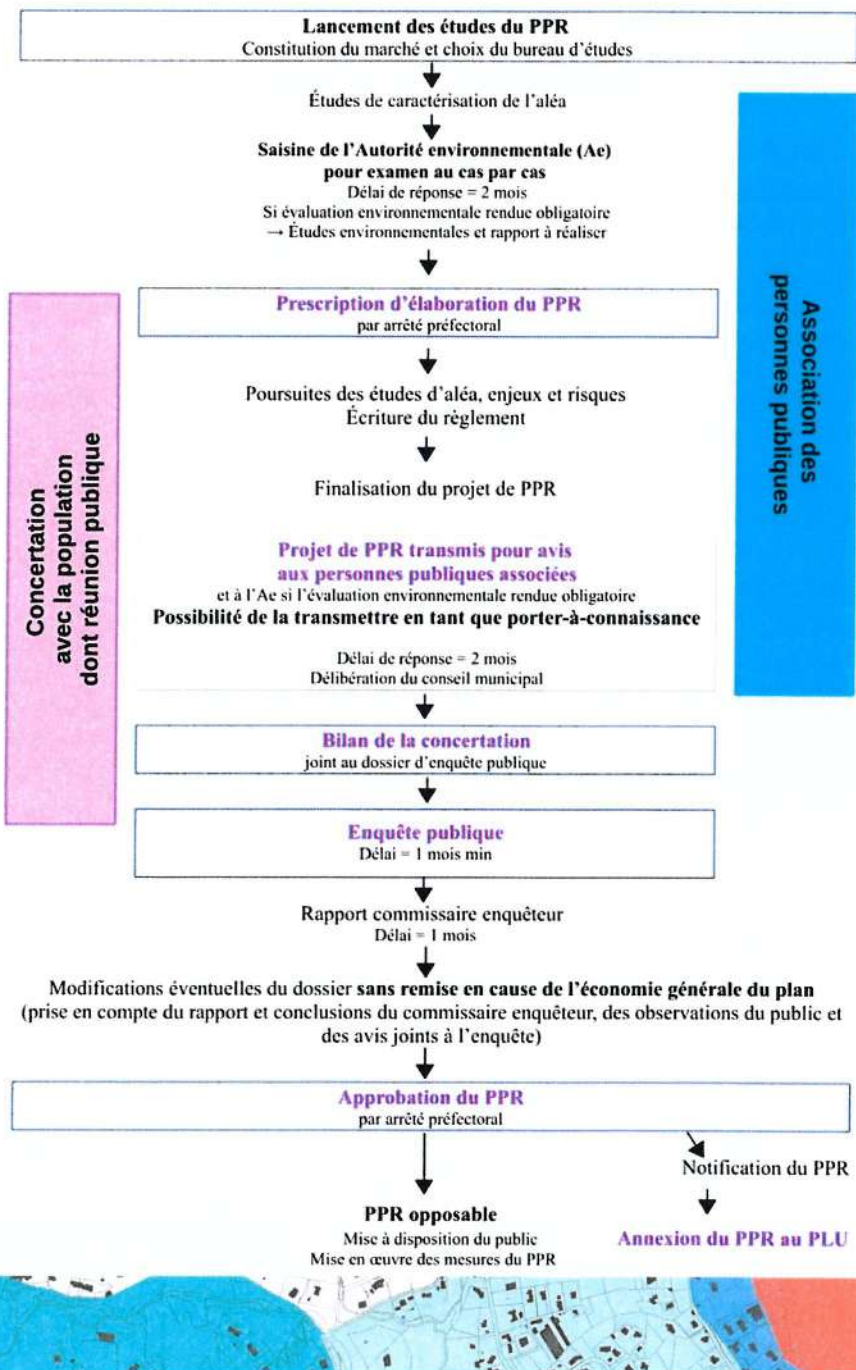 Lancement des études du PPR
Constitution du marché et choix du bureau d'études
Études de caractérisation de l'aléa
Saisine de l'Autorité environnementale (Ae)
pour examen au cas par cas
Délai de réponse = 2 mois
Si évaluation environnementale rendue obligatoire
→ Études environnementales et rapport à réaliser
Association des
personnes publiques
Concertation
avec la population
dont réunion publique
Prescription d'élaboration du PPR
par arrêté préfectoral
Poursuites des études d'aléa, enjeux et risques
Écriture du règlement
Finalisation du projet de PPR
Projet de PPR transmis pour avis
aux personnes publiques associées
et à l'Ae si l'évaluation environnementale rendue obligatoire
Possibilité de la transmettre en tant que porter-à-connaissance
Délai de réponse = 2 mois
Délibération du conseil municipal
Bilan de la concertation
joint au dossier d'enquête publique
Enquête publique
Délai = 1 mois min
Rapport commissaire enquêteur
Délai = 1 mois
Modifications éventuelles du dossier sans remise en cause de l'économie générale du plan
(prise en compte du rapport et conclusions du commissaire enquêteur, des observations du public et
des avis joints à l'enquête)
Approbation du PPR
par arrêté préfectoral
Notification du PPR
PPR opposable
Mise à disposition du public
Mise en œuvre des mesures du PPR
Annexion du PPR au PLU